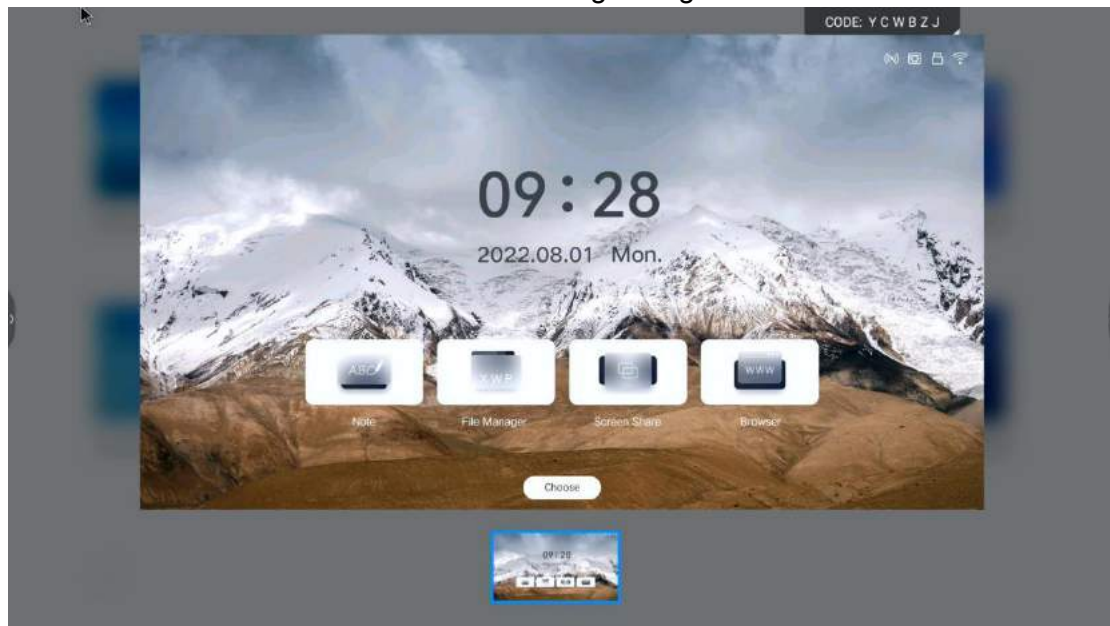 CODE: Y C W B Z J
09:28
2022.08.01 Mon.
ABC
X W P
WWW
Note
File Manager
Screen Share
Browser
Choose
09:28